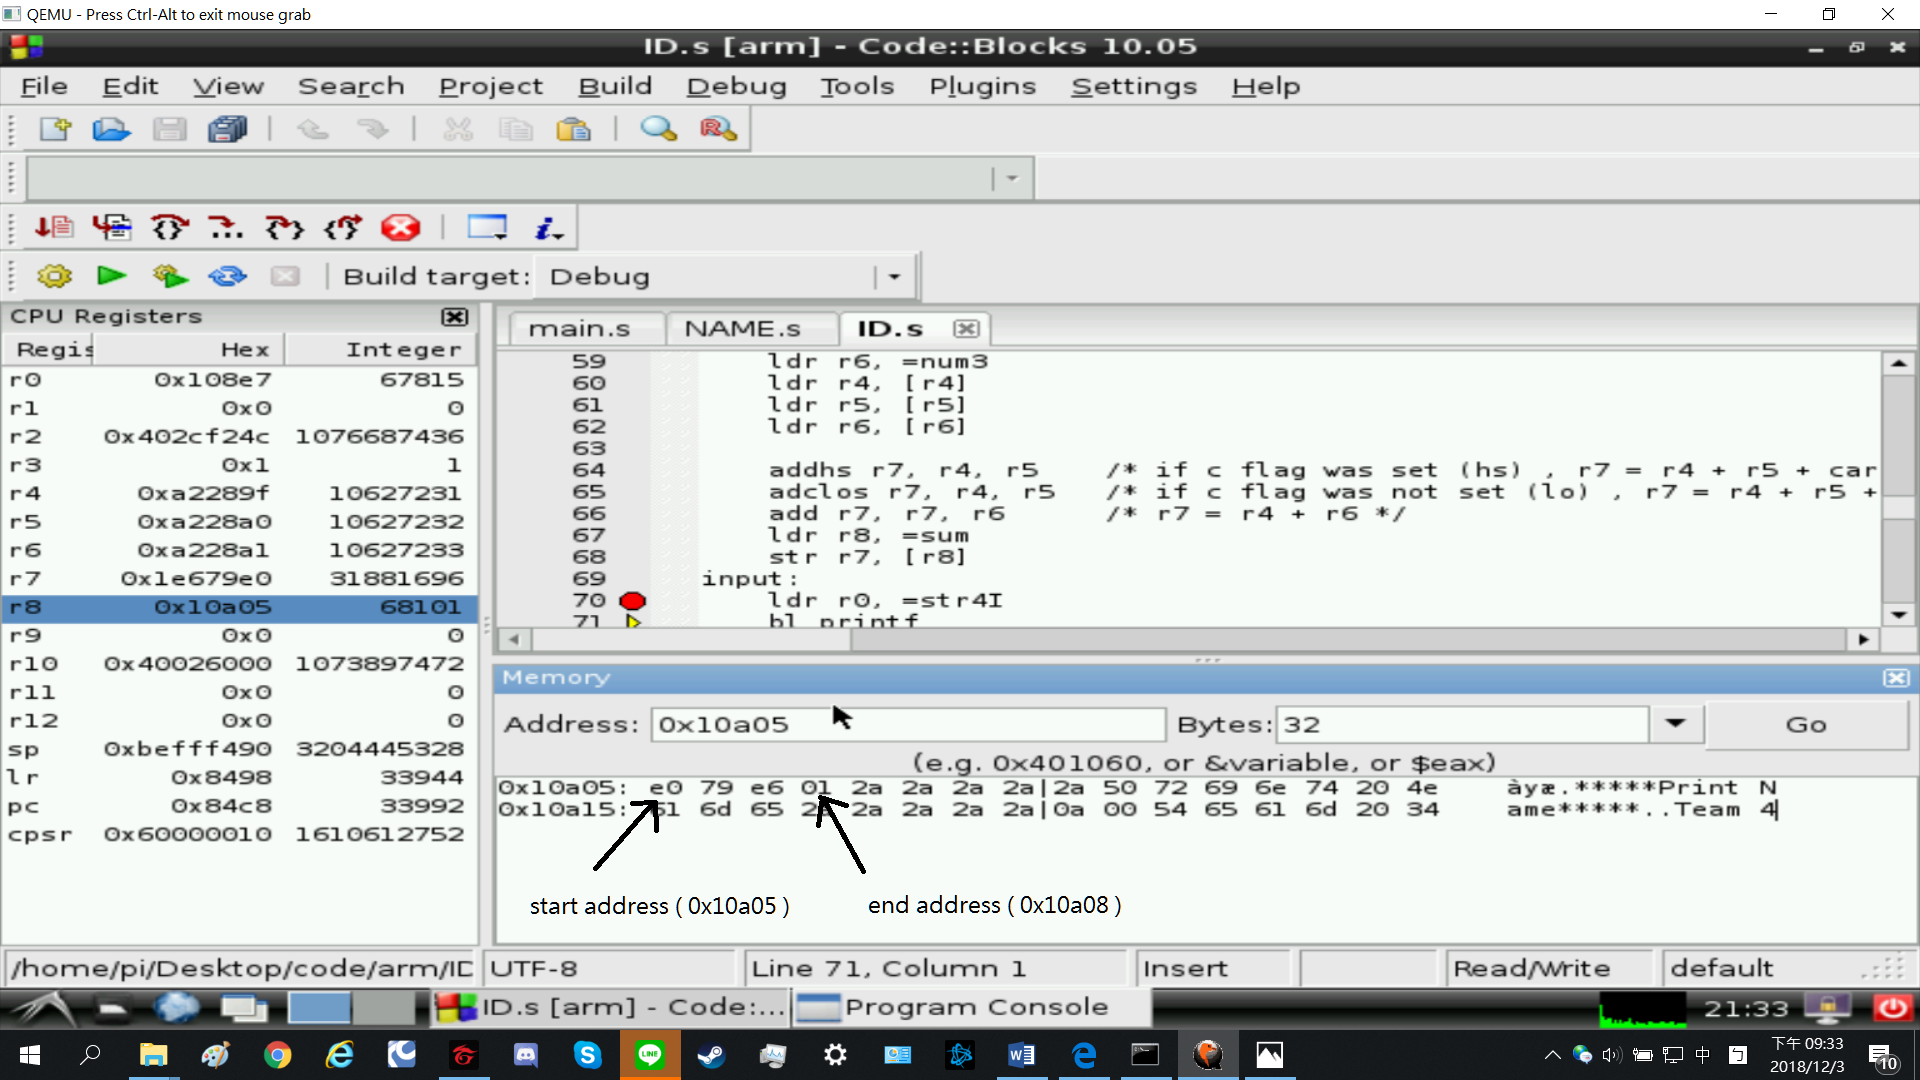 QEMU - Press Ctrl-Alt to exit mouse grab
ID.s [arm] - Code::Blocks 10.05
File Edit View Search Project Build Debug Tools Plugins Settings Help
Build target: Debug
CPU Registers
Regis Hex Integer
r0 0x108e7 67815
r1 0x0 0
r2 0x402cf24c 1076687436
r3 0x1 1
r4 0xa2289f 10627231
r5 0xa228a0 10627232
r6 0xa228a1 10627233
r7 0x1e679e0 31881696
r8 0x10a05 68101
r9 0x0 0
r10 0x40026000 1073897472
r11 0x0 0
r12 0x0 0
sp 0xbefff490 3204445328
lr 0x8498 33944
pc 0x84c8 33992
cpsr 0x60000010 1610612752
main.s NAME.s ID.s
59 ldr r6, =num3
60 ldr r4, [r4]
61 ldr r5, [r5]
62 ldr r6, [r6]
63
64 addhs r7, r4, r5 /* if c flag was set (hs) , r7 = r4 + r5 + car
65 adclos r7, r4, r5 /* if c flag was not set (lo) , r7 = r4 + r5 +
66 add r7, r7, r6 /* r7 = r4 + r6 */
67 ldr r8, =sum
68 str r7, [r8]
69 input:
70 ldr r0, =str4I
71 bl printf
Memory
Address: 0x10a05 Bytes: 32 Go
(e.g. 0x401060, or &variable, or $eax)
0x10a05: e0 79 e6 01 2a 2a 2a 2a|2a 50 72 69 6e 74 20 4e àyæ.*****Print N
0x10a15: 61 6d 65 2a 2a 2a 2a 2a|0a 00 54 65 61 6d 20 34 ame*****..Team 4
start address ( 0x10a05 )
end address ( 0x10a08 )
/home/pi/Desktop/code/arm/ID UTF-8 Line 71, Column 1 Insert Read/Write default
ID.s [arm] - Code:... Program Console 21:33
中 下午 09:33
2018/12/3
10